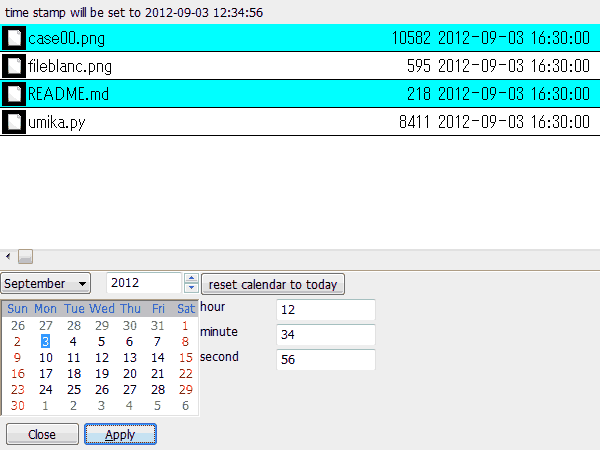 time stamp will be set to 2012-09-03 12:34:56
case00.png 10582 2012-09-03 16:30:00
fileblanc.png 595 2012-09-03 16:30:00
README.md 218 2012-09-03 16:30:00
umika.py 8411 2012-09-03 16:30:00
September 2012 reset calendar to today
Sun Mon Tue Wed Thu Fri Sat
26 27 28 29 30 31 1
2 3 4 5 6 7 8
9 10 11 12 13 14 15
16 17 18 19 20 21 22
23 24 25 26 27 28 29
30 1 2 3 4 5 6
hour 12
minute 34
second 56
Close Apply